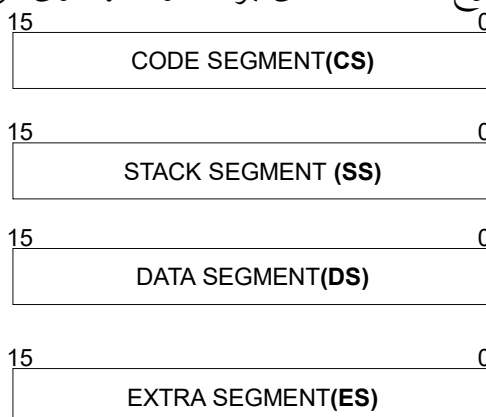 15 0
CODE SEGMENT(CS)
15 0
STACK SEGMENT (SS)
15 0
DATA SEGMENT(DS)
15 0
EXTRA SEGMENT(ES)